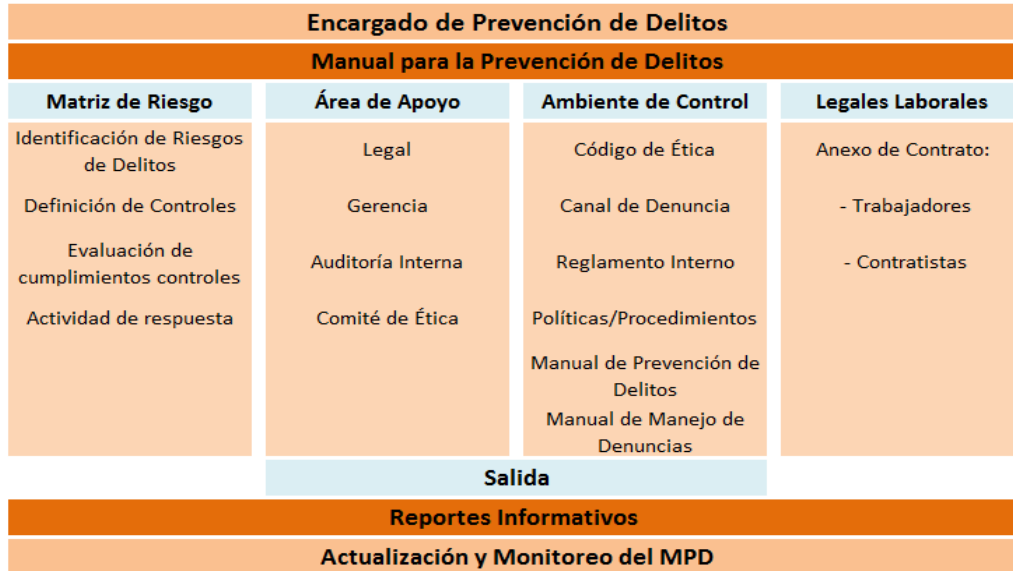 Encargado de Prevención de Delitos
Manual para la Prevención de Delitos
Matriz de Riesgo
Identificación de Riesgos
de Delitos
Definición de Controles
Evaluación de
cumplimientos controles
Actividad de respuesta
Área de Apoyo
Legal
Gerencia
Auditoría Interna
Comité de Ética
Ambiente de Control
Código de Ética
Canal de Denuncia
Reglamento Interno
Políticas/Procedimientos
Manual de Prevención de
Delitos
Manual de Manejo de
Denuncias
Legales Laborales
Anexo de Contrato:
- Trabajadores
- Contratistas
Salida
Reportes Informativos
Actualización y Monitoreo del MPD